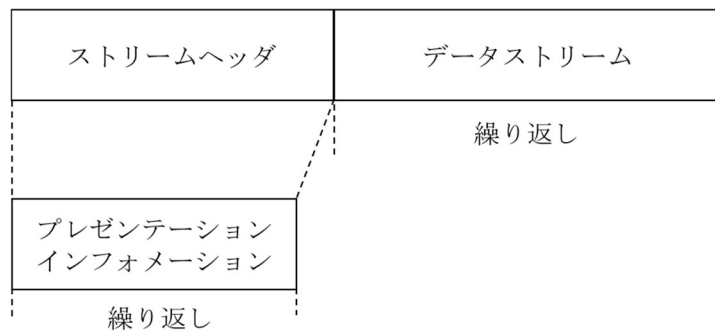 ストリームヘッダ
データストリーム
繰り返し
プレゼンテーション
インフォメーション
繰り返し